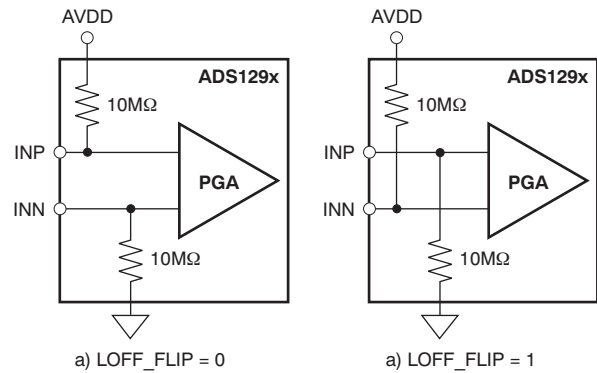 AVDD
ADS129x
10MΩ
INP
PGA
INN
10MΩ
a) LOFF_FLIP = 0
AVDD
ADS129x
10MΩ
INP
PGA
INN
10MΩ
a) LOFF_FLIP = 1